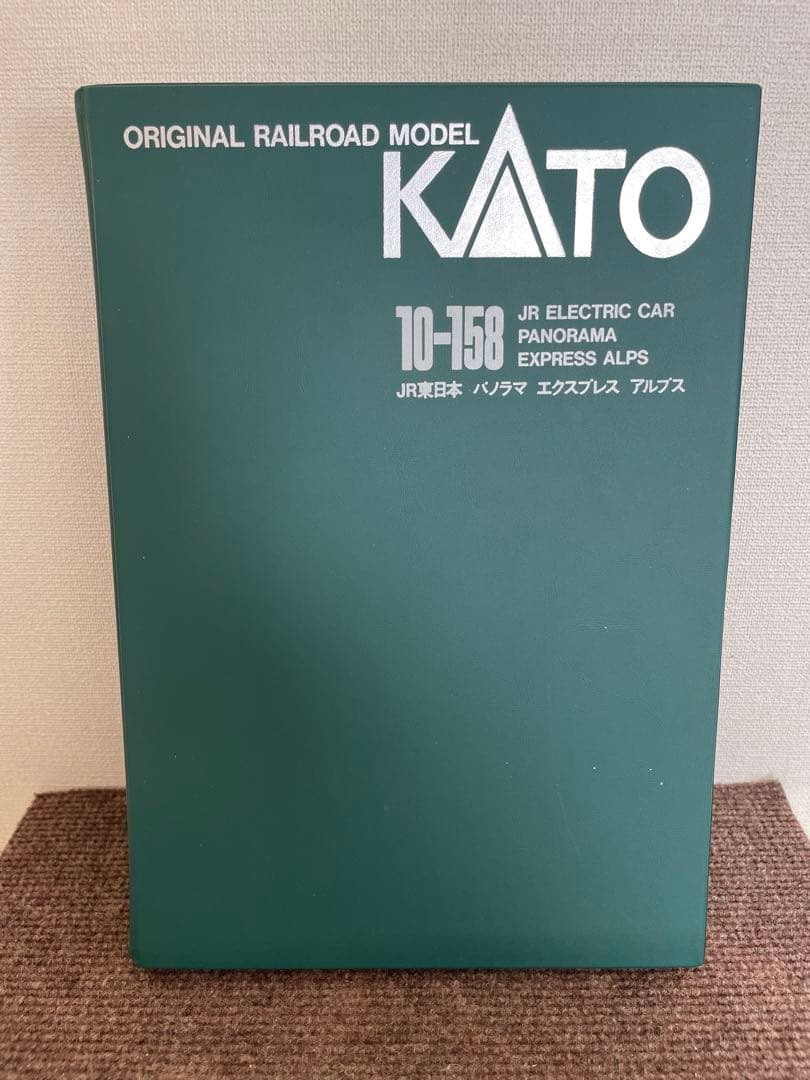 ORIGINAL RAILROAD MODEL
KATO
10-158
JR ELECTRIC CAR
PANORAMA
EXPRESS ALPS
JR東日本 パノラマ エクスプレス アルプス